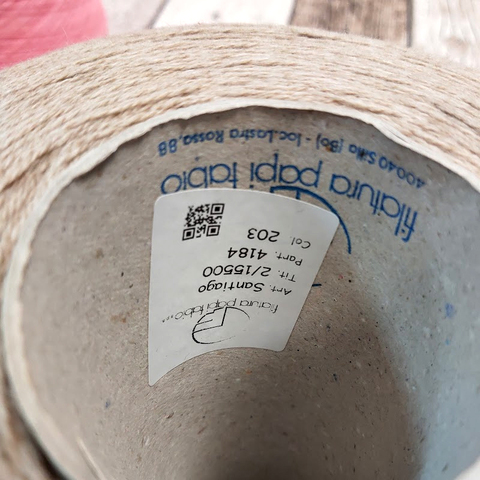 filatura papi fabio
40040 Silla (Bo) - loc. Lastra Rossa, 88
filatura papi fabio
Art. Santiago
Tit. 2/15500
Part. 4184
Col. 203